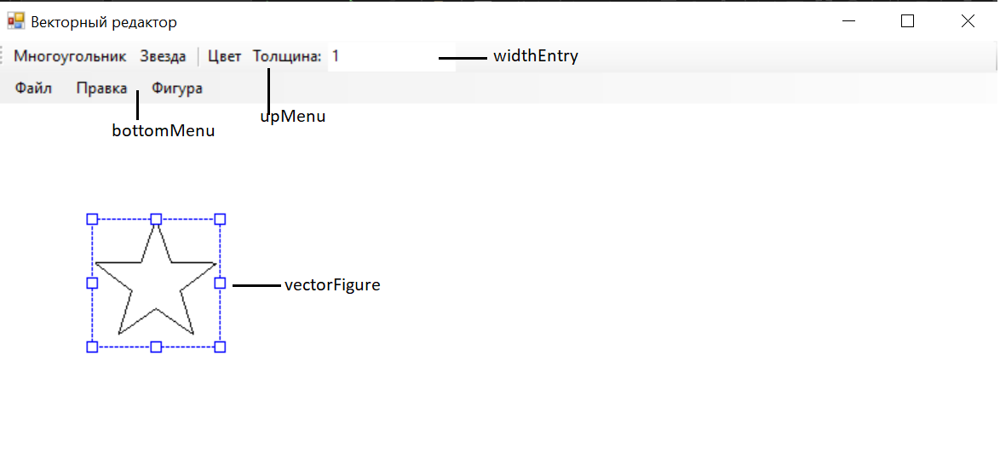 Векторный редактор
Многоугольник Звезда Цвет Толщина: 1 widthEntry
Файл Правка Фигура
upMenu
bottomMenu
vectorFigure